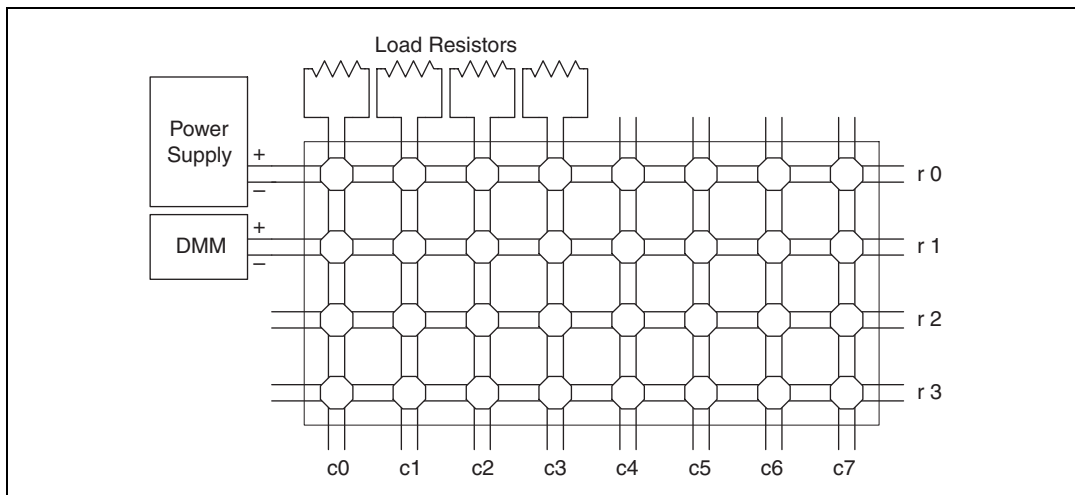 Load Resistors
Power
Supply
+
–
DMM
+
–
r 0
r 1
r 2
r 3
c0 c1 c2 c3 c4 c5 c6 c7